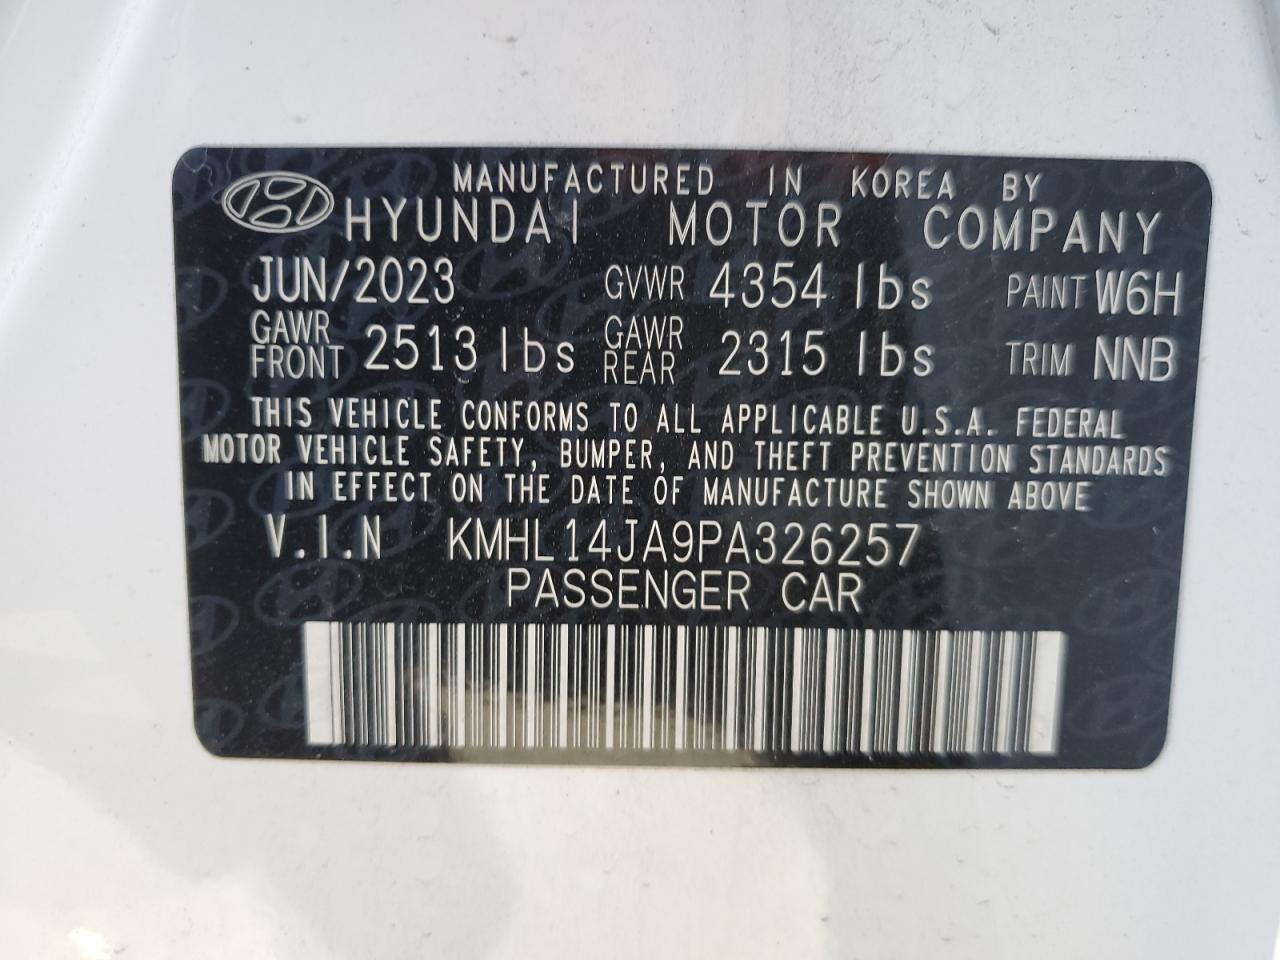 MANUFACTURED IN KOREA BY
HYUNDAI MOTOR COMPANY
JUN/2023 GVWR 4354 lbs PAINT W6H
GAWR FRONT 2513 lbs GAWR REAR 2315 lbs TRIM NNB
THIS VEHICLE CONFORMS TO ALL APPLICABLE U.S.A. FEDERAL
MOTOR VEHICLE SAFETY, BUMPER, AND THEFT PREVENTION STANDARDS
IN EFFECT ON THE DATE OF MANUFACTURE SHOWN ABOVE
V.I.N KMHL14JA9PA326257
PASSENGER CAR